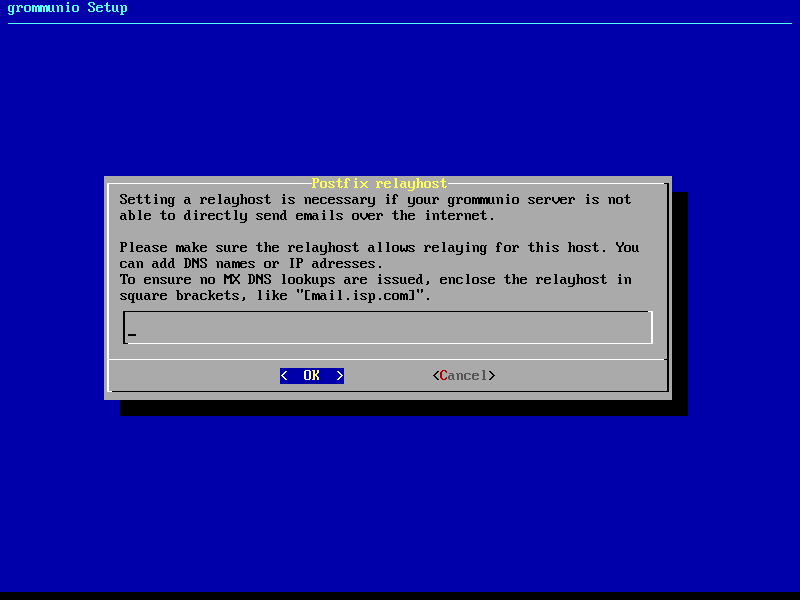 grommunio Setup
Postfix relayhost
Setting a relayhost is necessary if your grommunio server is not
able to directly send emails over the internet.
Please make sure the relayhost allows relaying for this host. You
can add DNS names or IP adresses.
To ensure no MX DNS lookups are issued, enclose the relayhost in
square brackets, like "[mail.isp.com]".
< OK > <Cancel>